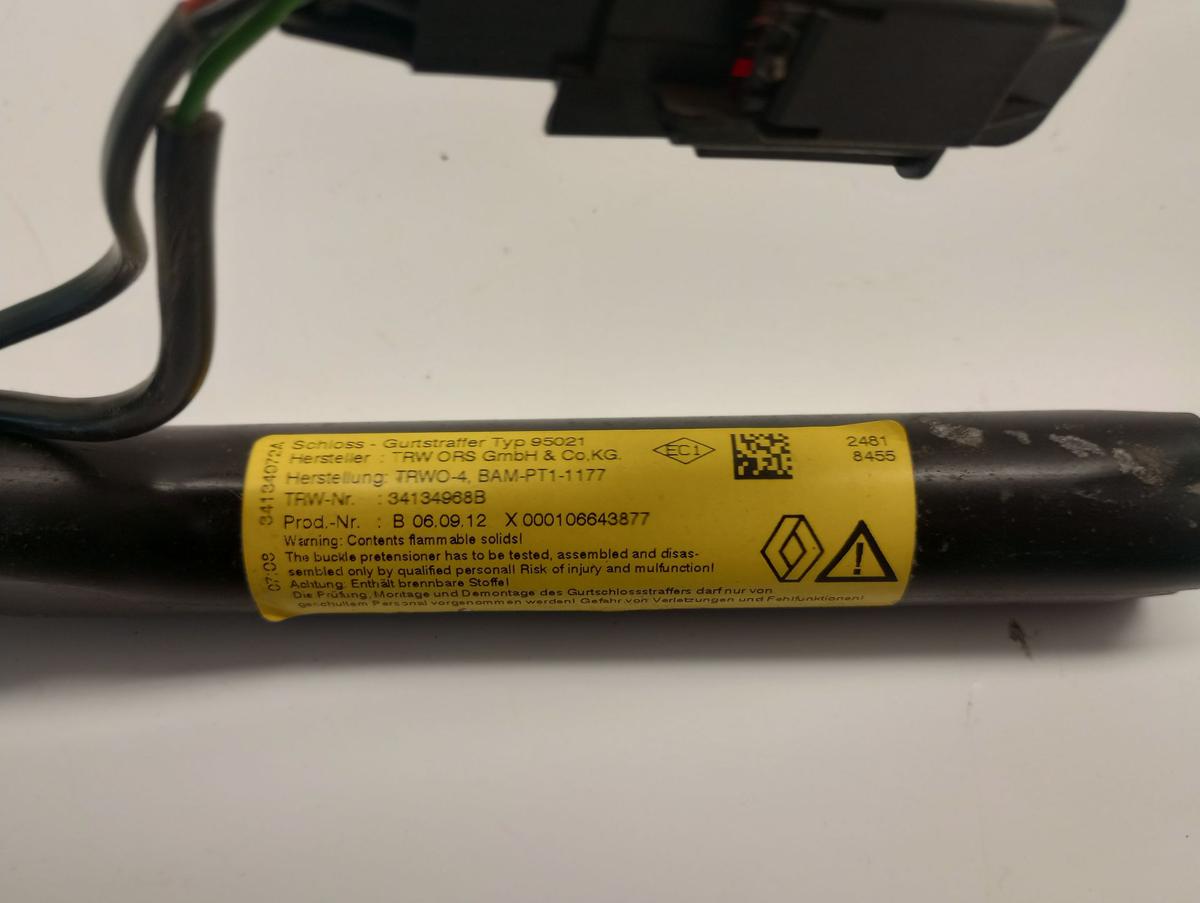 Schloss - Gurtstraffer Typ 95021
Hersteller : TRW ORS GmbH & Co.KG.
Herstellung: TRWO-4, BAM-PT1-1177
TRW-Nr. : 34134968B
Prod.-Nr. : B 06.09.12 X 000106643877
Warning: Contents flammable solids!
The buckle pretensioner has to be tested, assembled and disas-
sembled only by qualified personal! Risk of injury and mulfunction!
Achtung: Enthält brennbare Stoffe!
Die Prüfung, Montage und Demontage des Gurtschlossstraffers darf nur von
geschultem Personal vorgenommen werden! Gefahr von Verletzungen und Fehlfunktionen!
EC1
2481
8455
07:08 34134072A